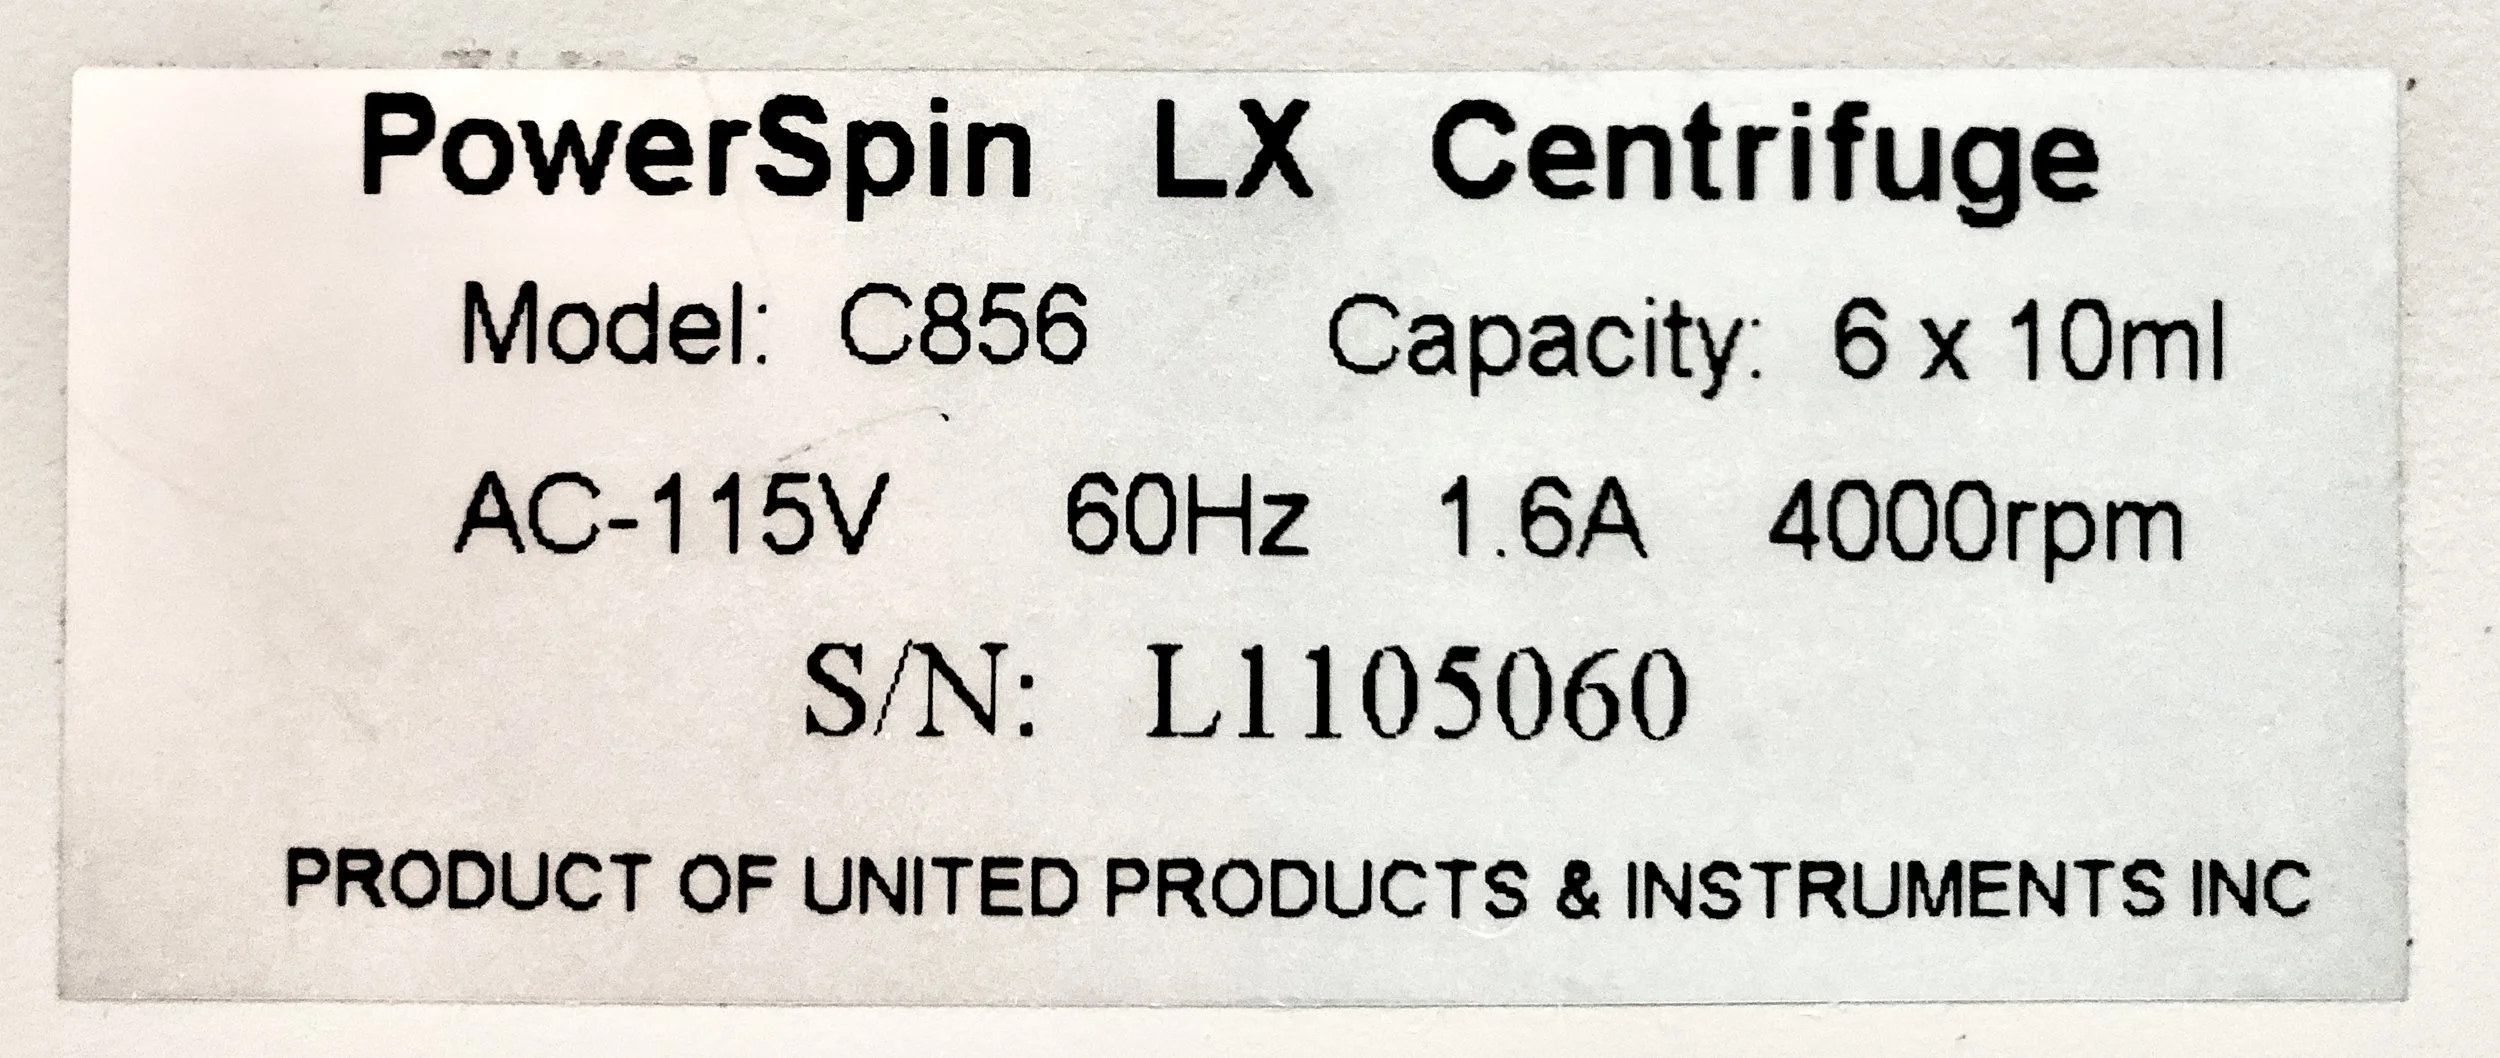 PowerSpin LX Centrifuge
Model: C856 Capacity: 6 x 10ml
AC-115V 60Hz 1.6A 4000rpm
S/N: L1105060
PRODUCT OF UNITED PRODUCTS & INSTRUMENTS INC